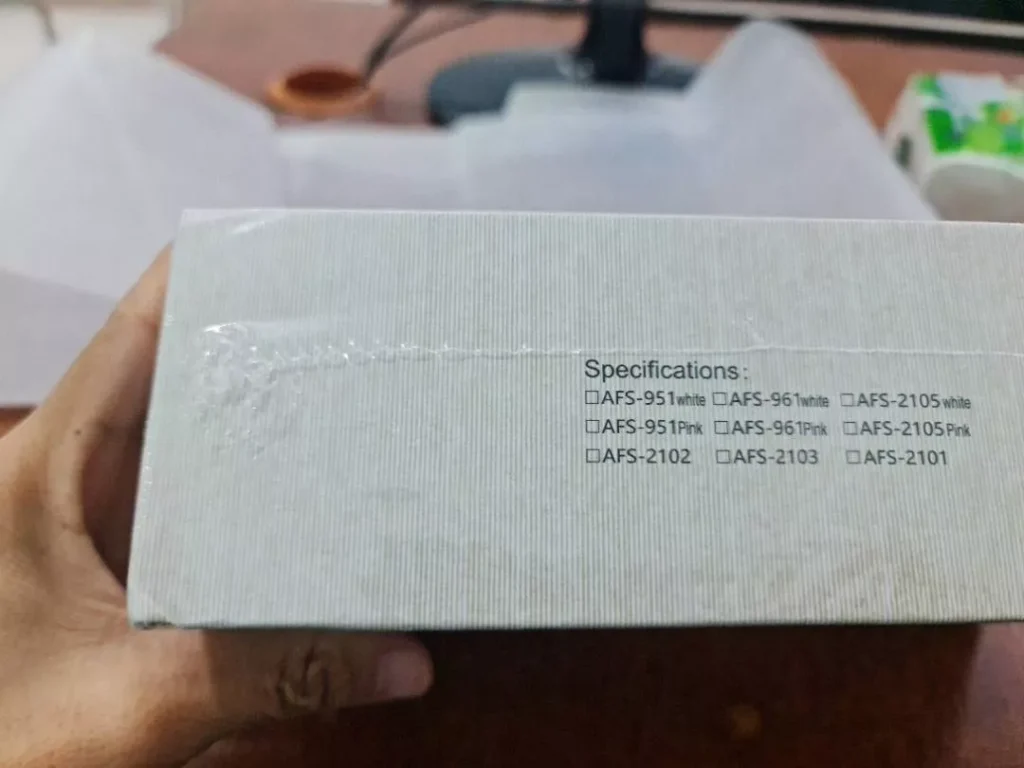 Specifications:
☐AFS-951white ☐AFS-961white ☐AFS-2105white
☐AFS-951Pink ☐AFS-961Pink ☐AFS-2105Pink
☐AFS-2102 ☐AFS-2103 ☐AFS-2101